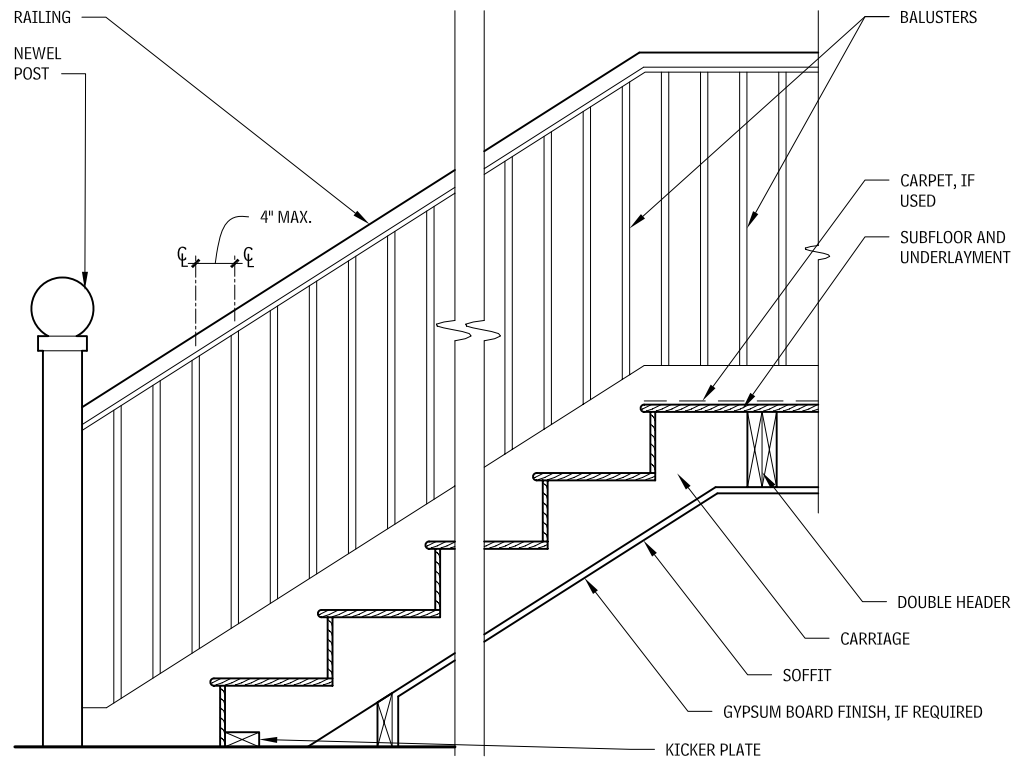 RAILING
BALUSTERS
NEWEL
POST
CARPET, IF
USED
4" MAX.
SUBFLOOR AND
UNDERLAYMENT
℄ ℄
DOUBLE HEADER
CARRIAGE
SOFFIT
GYPSUM BOARD FINISH, IF REQUIRED
KICKER PLATE